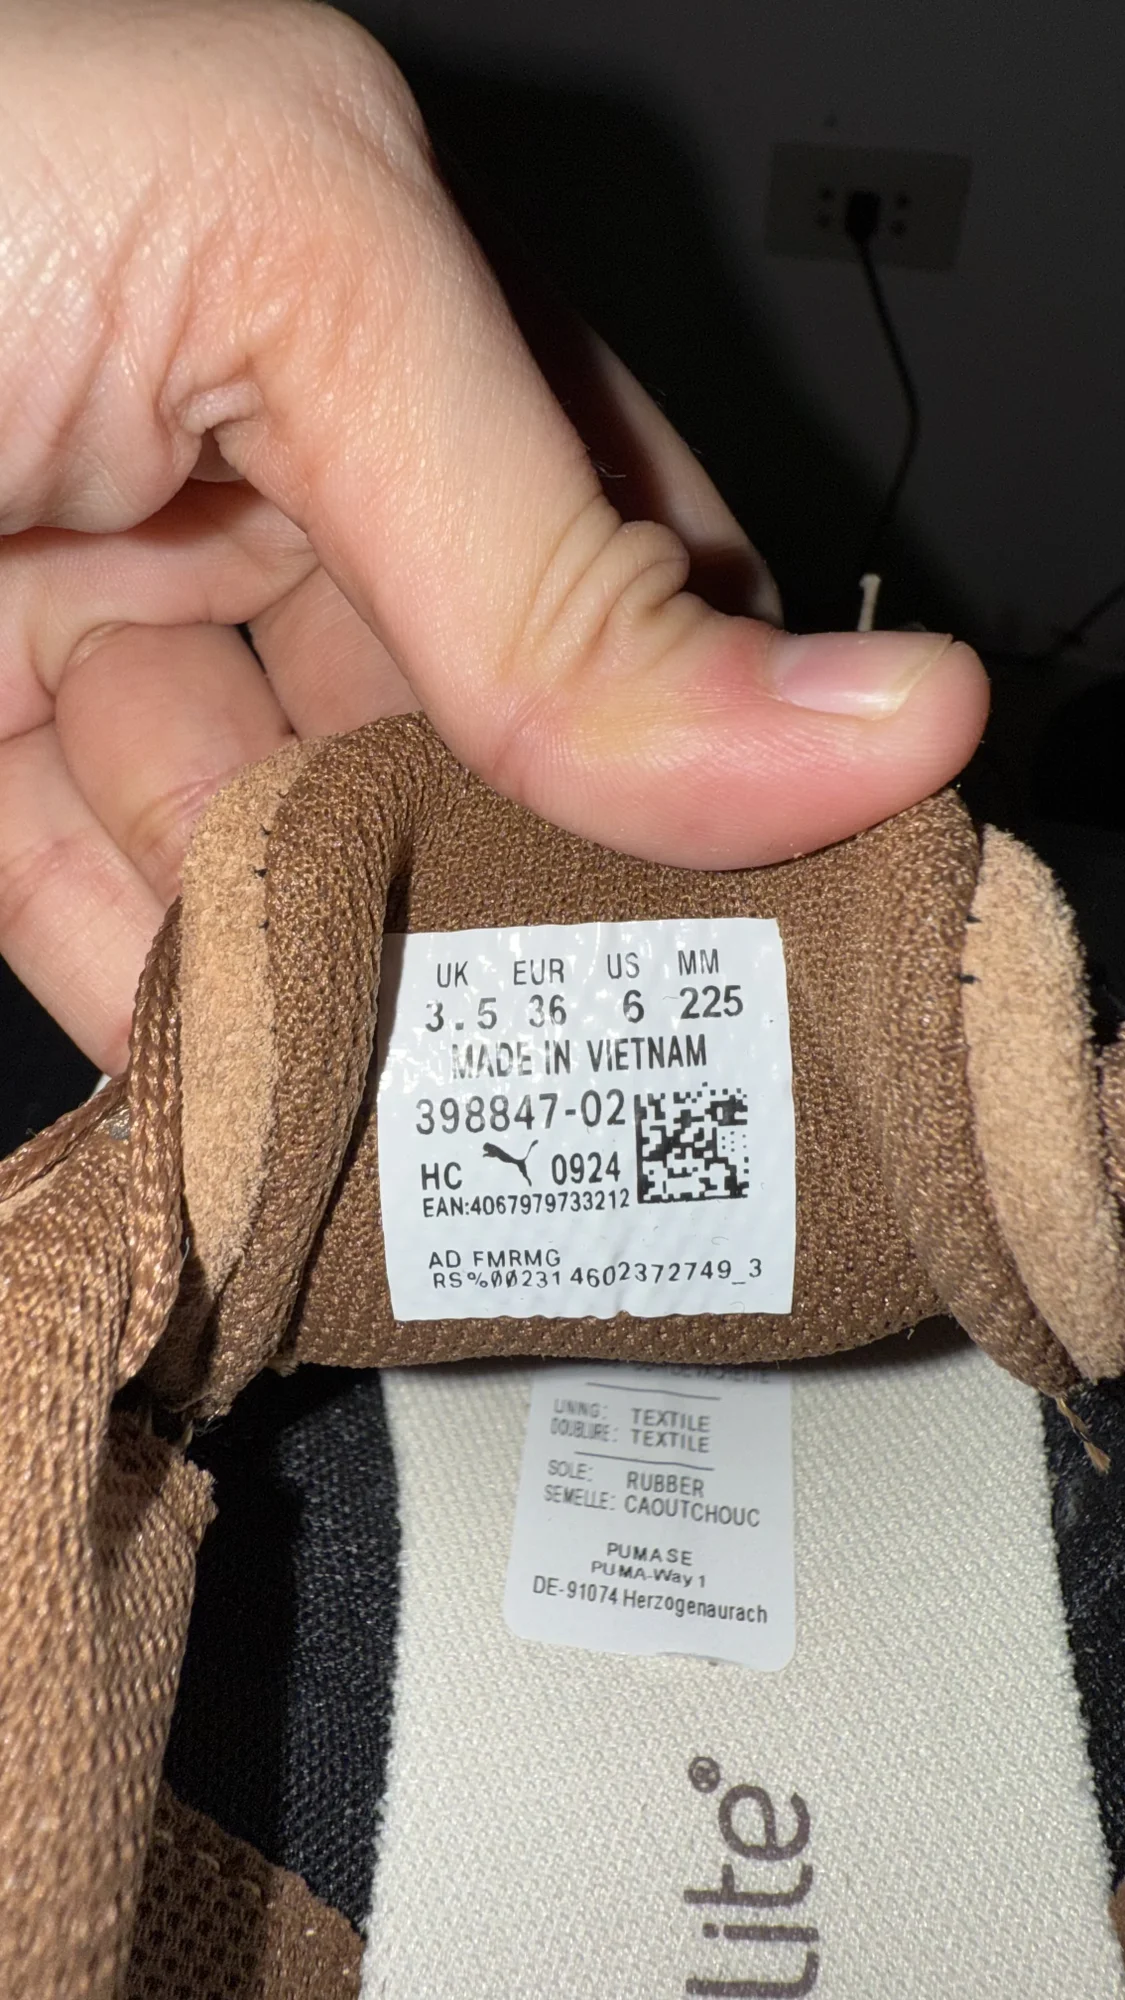 UK EUR US MM
3.5 36 6 225
MADE IN VIETNAM
398847-02
HC 0924
EAN:4067979733212
AD FMRMG
RS%00231 4602372749_3
LINING: TEXTILE
DOUBLURE: TEXTILE
SOLE: RUBBER
SEMELLE: CAOUTCHOUC
PUMA SE
PUMA-Way 1
DE-91074 Herzogenaurach
Lite®